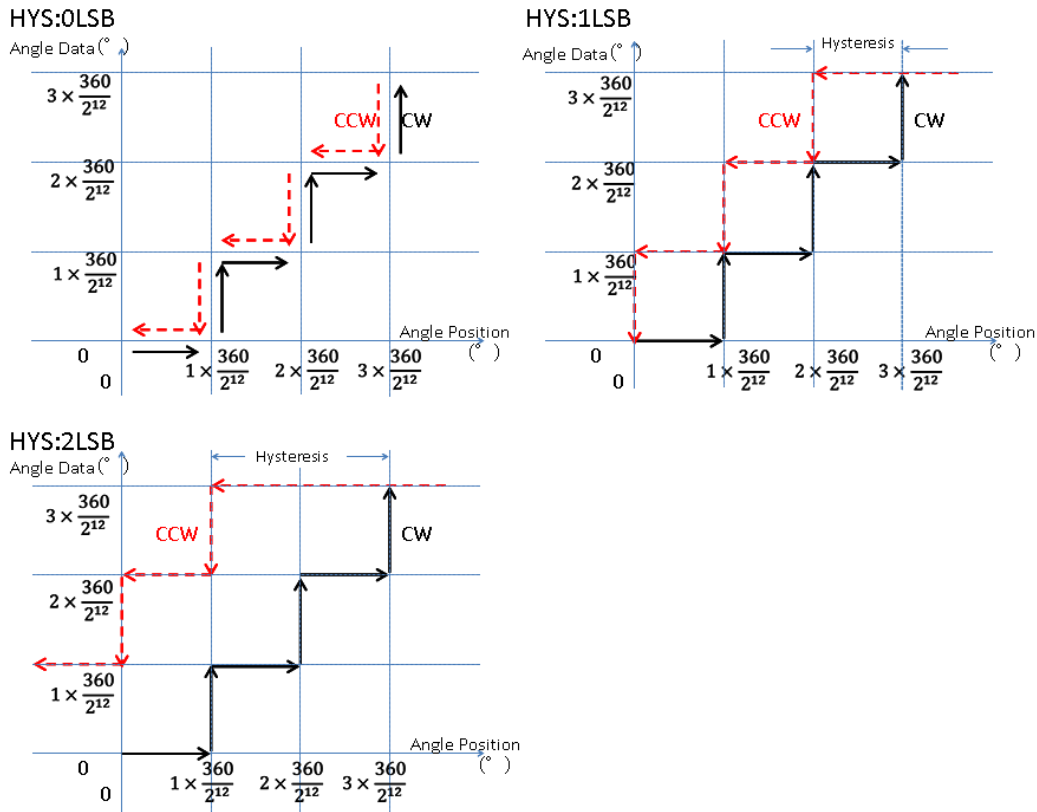 HYS:0LSB
Angle Data(°)
3 × 360/2¹²
2 × 360/2¹²
1 × 360/2¹²
0
0
CCW
CW
Angle Position
(°)
1 × 360/2¹²
2 × 360/2¹²
3 × 360/2¹²
HYS:1LSB
Angle Data(°)
Hysteresis
3 × 360/2¹²
2 × 360/2¹²
1 × 360/2¹²
0
0
CCW
CW
Angle Position
(°)
1 × 360/2¹²
2 × 360/2¹²
3 × 360/2¹²
HYS:2LSB
Angle Data(°)
Hysteresis
3 × 360/2¹²
2 × 360/2¹²
1 × 360/2¹²
0
0
CCW
CW
Angle Position
(°)
1 × 360/2¹²
2 × 360/2¹²
3 × 360/2¹²